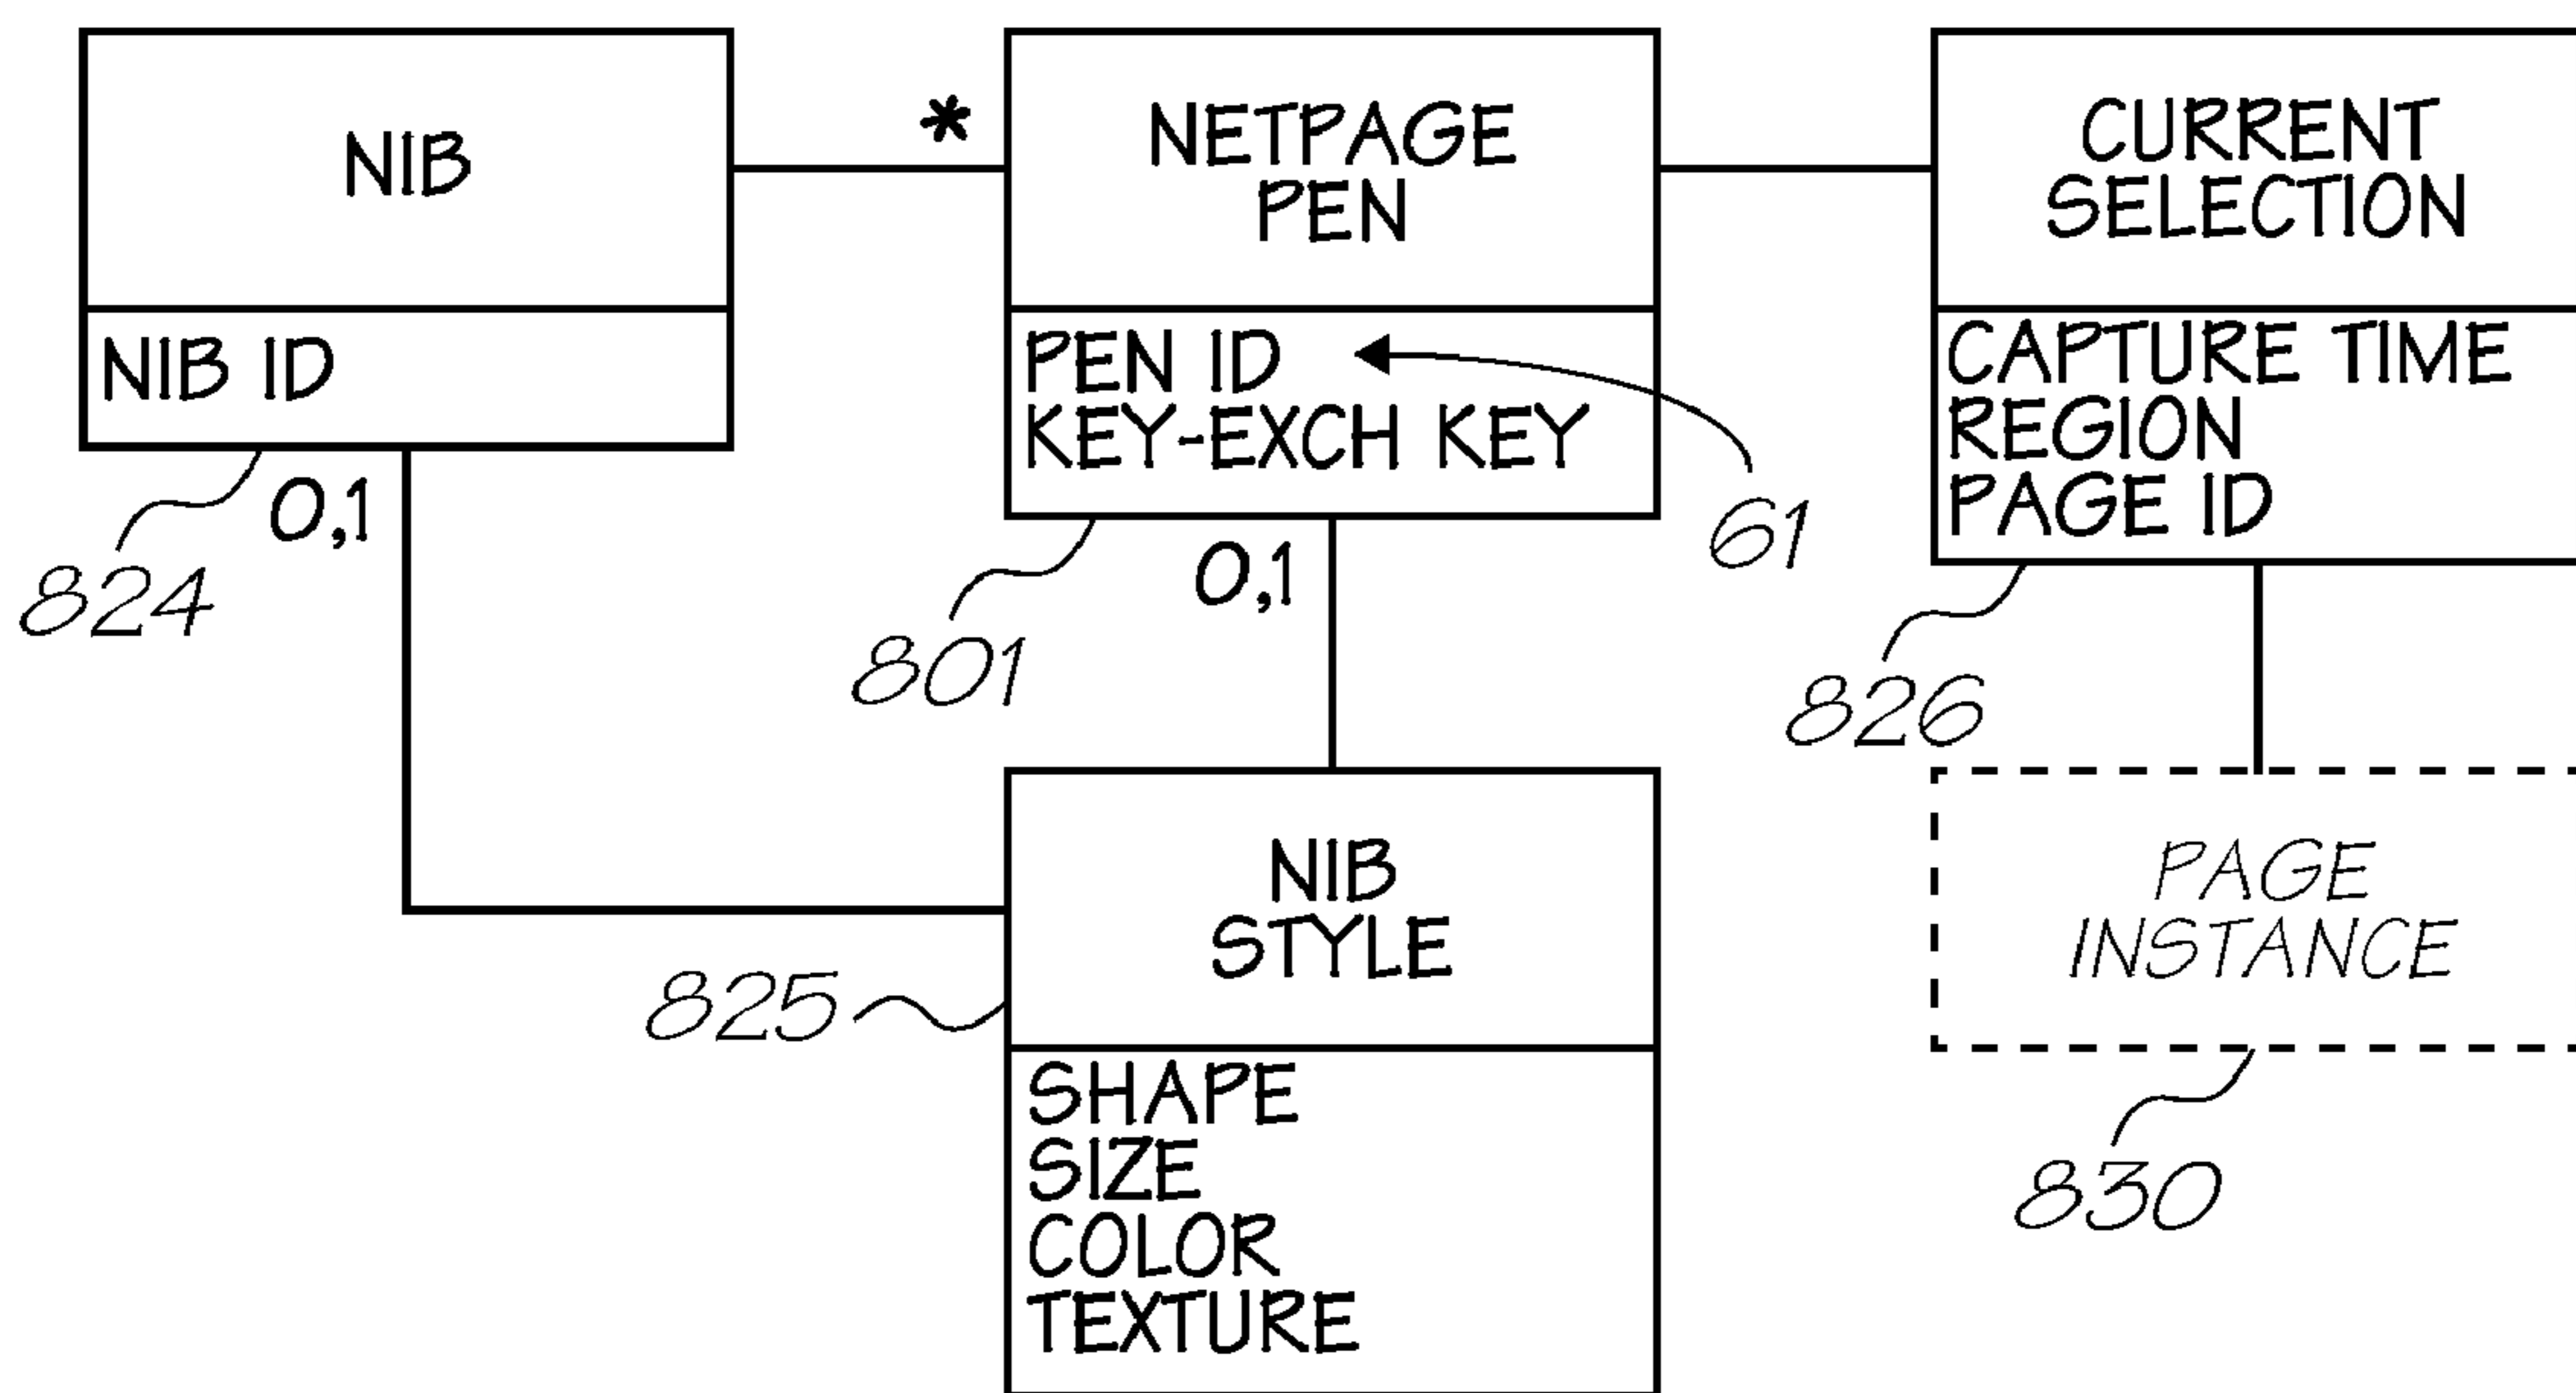 NIB
NIB ID
824
0,1
*
NETPAGE
PEN
PEN ID
KEY-EXCH KEY
61
801
0,1
CURRENT
SELECTION
CAPTURE TIME
REGION
PAGE ID
826
NIB
STYLE
825
SHAPE
SIZE
COLOR
TEXTURE
PAGE
INSTANCE
830